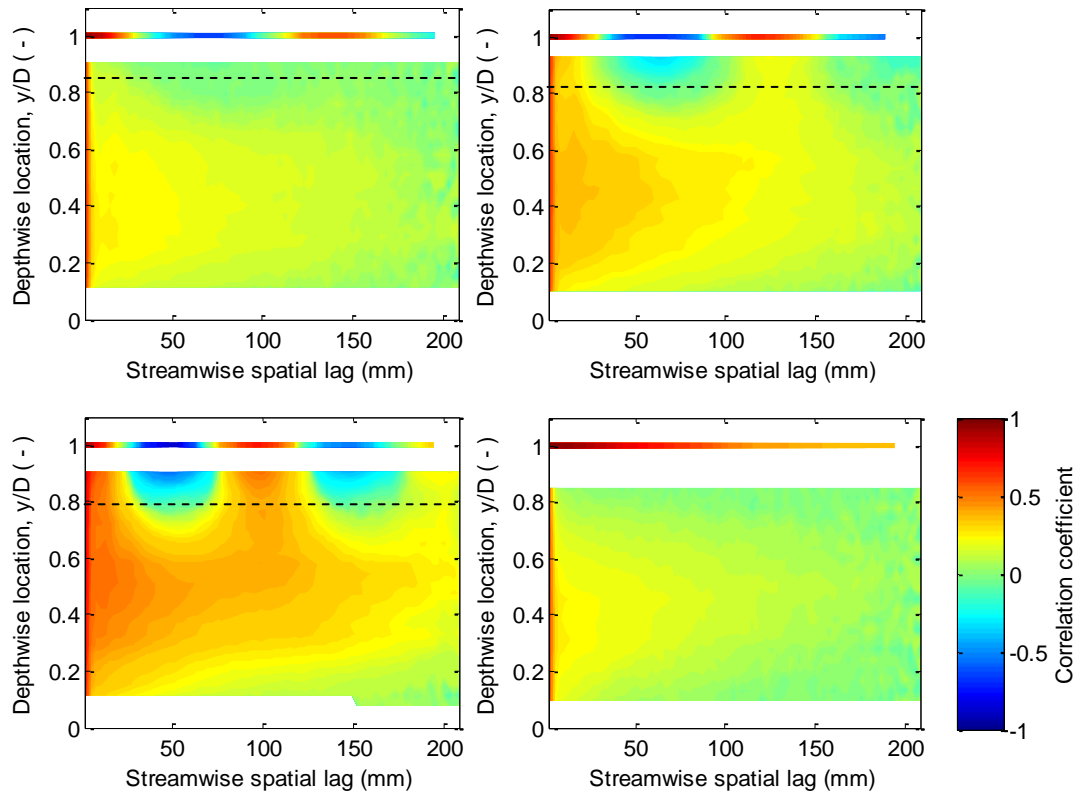 1
0.8
0.6
0.4
0.2
0
Depthwise location, y/D ( - )
50 100 150 200
Streamwise spatial lag (mm)
1
0.8
0.6
0.4
0.2
0
Depthwise location, y/D ( - )
50 100 150 200
Streamwise spatial lag (mm)
1
0.8
0.6
0.4
0.2
0
Depthwise location, y/D ( - )
50 100 150 200
Streamwise spatial lag (mm)
1
0.8
0.6
0.4
0.2
0
Depthwise location, y/D ( - )
50 100 150 200
Streamwise spatial lag (mm)
1
0.5
0
-0.5
-1
Correlation coefficient